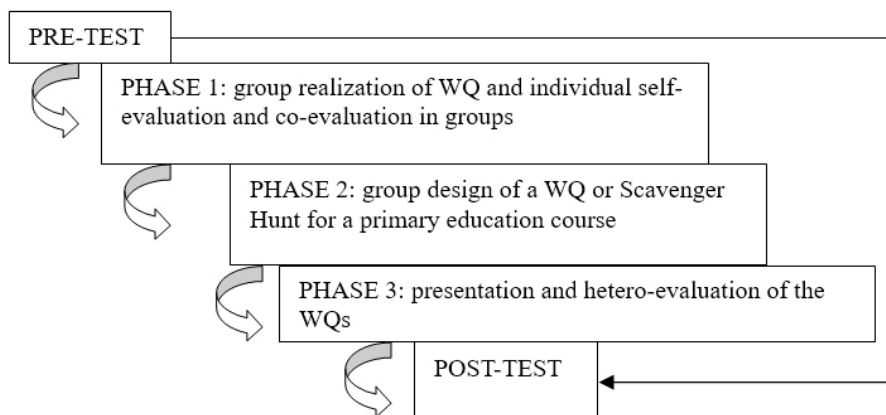 PRE-TEST
PHASE 1: group realization of WQ and individual self-
evaluation and co-evaluation in groups
PHASE 2: group design of a WQ or Scavenger
Hunt for a primary education course
PHASE 3: presentation and hetero-evaluation of the
WQs
POST-TEST